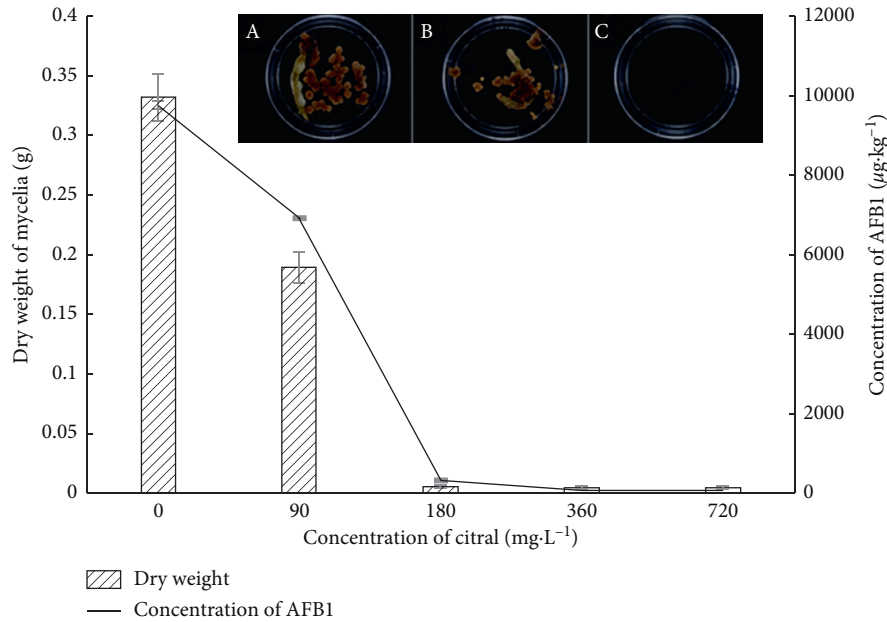 A
B
C
0.4
0.35
0.3
0.25
0.2
0.15
0.1
0.05
0
Dry weight of mycelia (g)
12000
10000
8000
6000
4000
2000
0
Concentration of AFB1 (µg·kg⁻¹)
0 90 180 360 720
Concentration of citral (mg·L⁻¹)
Dry weight
Concentration of AFB1